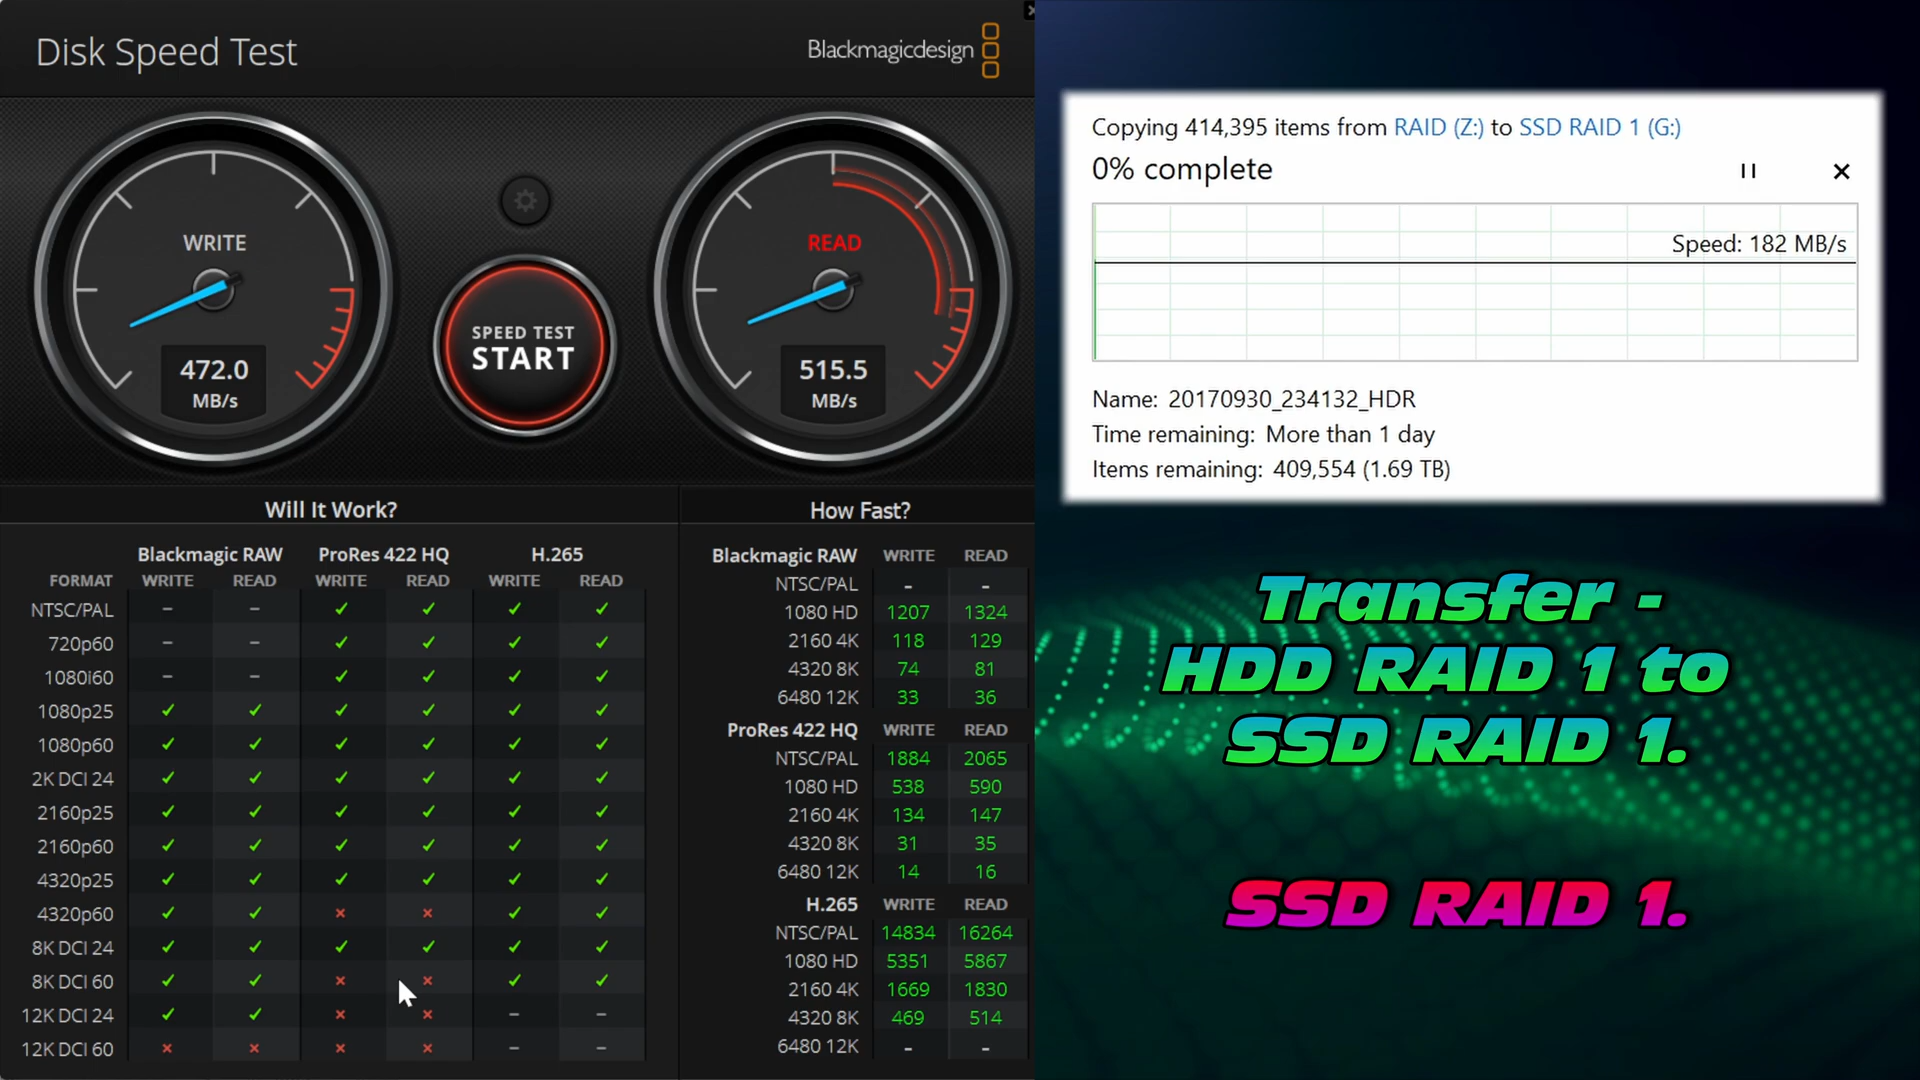 Disk Speed Test
Blackmagicdesign
WRITE
472.0
MB/s
SPEED TEST
START
READ
515.5
MB/s
Will It Work?
Blackmagic RAW ProRes 422 HQ H.265
FORMAT WRITE READ WRITE READ WRITE READ
NTSC/PAL – – ✓ ✓ ✓ ✓
720p60 – – ✓ ✓ ✓ ✓
1080i60 – – ✓ ✓ ✓ ✓
1080p25 ✓ ✓ ✓ ✓ ✓ ✓
1080p60 ✓ ✓ ✓ ✓ ✓ ✓
2K DCI 24 ✓ ✓ ✓ ✓ ✓ ✓
2160p25 ✓ ✓ ✓ ✓ ✓ ✓
2160p60 ✓ ✓ ✓ ✓ ✓ ✓
4320p25 ✓ ✓ ✓ ✓ ✓ ✓
4320p60 ✓ ✓ × × ✓ ✓
8K DCI 24 ✓ ✓ ✓ ✓ ✓ ✓
8K DCI 60 ✓ ✓ × × ✓ ✓
12K DCI 24 ✓ ✓ × × – –
12K DCI 60 × × × × – –
How Fast?
Blackmagic RAW WRITE READ
NTSC/PAL - -
1080 HD 1207 1324
2160 4K 118 129
4320 8K 74 81
6480 12K 33 36
ProRes 422 HQ WRITE READ
NTSC/PAL 1884 2065
1080 HD 538 590
2160 4K 134 147
4320 8K 31 35
6480 12K 14 16
H.265 WRITE READ
NTSC/PAL 14834 16264
1080 HD 5351 5867
2160 4K 1669 1830
4320 8K 469 514
6480 12K - -
Copying 414,395 items from RAID (Z:) to SSD RAID 1 (G:)
0% complete
Speed: 182 MB/s
Name: 20170930_234132_HDR
Time remaining: More than 1 day
Items remaining: 409,554 (1.69 TB)
Transfer -
HDD RAID 1 to
SSD RAID 1.
SSD RAID 1.